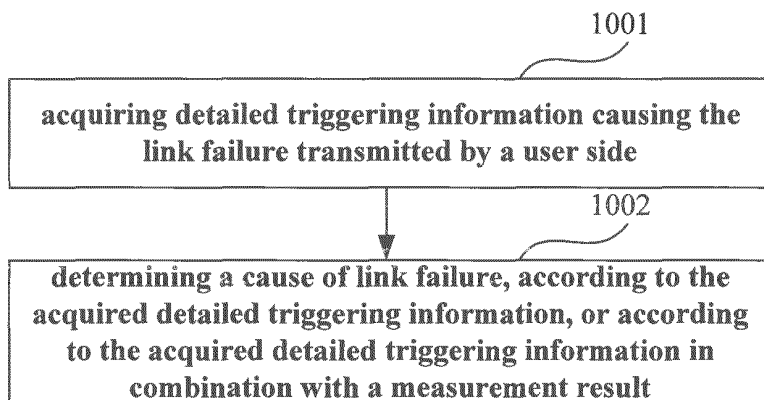 1001
acquiring detailed triggering information causing the
link failure transmitted by a user side
1002
determining a cause of link failure, according to the
acquired detailed triggering information, or according
to the acquired detailed triggering information in
combination with a measurement result